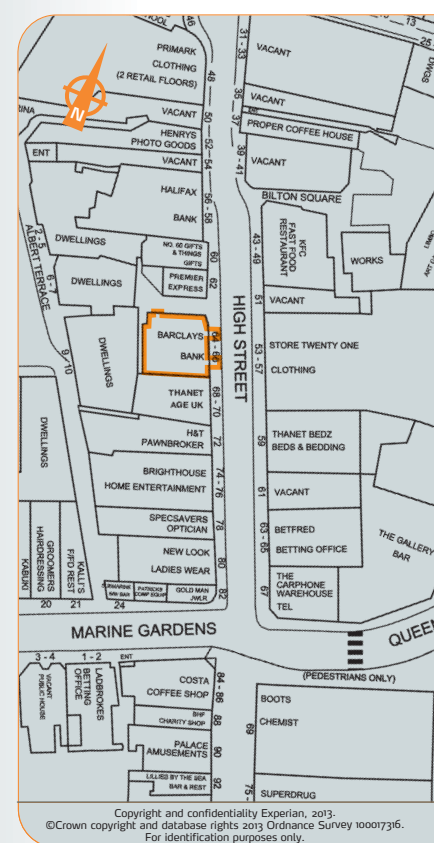 46
PRIMARK
CLOTHING
(2 RETAIL FLOORS)
48
N
VACANT
50
HENRYS
PHOTO GOODS
52 - 54
ENT
VACANT
HALIFAX
BANK
56 - 58
2 - 5
ALBERT TERRACE
6 - 7
9 / 10
DWELLINGS
NO. 60 GIFTS
& THINGS
GIFTS
60
DWELLINGS
PREMIER
EXPRESS
62
BARCLAYS
BANK
64 - 66
DWELLINGS
THANET
AGE UK
68 - 70
H&T
PAWNBROKER
72
DWELLINGS
BRIGHTHOUSE
HOME ENTERTAINMENT
74 - 76
SPECSAVERS
OPTICIAN
78
NEW LOOK
LADIES WEAR
80
KABUKI
GROOMERS
HAIRDRESSING
20
KALLI'S
F/FD REST
21
24
GOLD MAN
JWLR
82
HIGH STREET
31 - 33
VACANT
13
25
DWGS
35
VACANT
37
PROPER COFFEE HOUSE
39 - 41
VACANT
BILTON SQUARE
43 - 49
KFC
FAST FOOD
RESTAURANT
WORKS
51
VACANT
53 - 57
STORE TWENTY ONE
CLOTHING
59
THANET BEDZ
BEDS & BEDDING
61
VACANT
63 - 65
BETFRED
BETTING OFFICE
THE GALLERY
BAR
67
THE
CARPHONE
WAREHOUSE
TEL
MARINE GARDENS
QUEEN
(PEDESTRIANS ONLY)
3 - 4
VACANT
PUBLIC HOUSE
1 - 2
LADBROKES
BETTING
OFFICE
ENT
COSTA
COFFEE SHOP
84 - 86
BHF
CHARITY SHOP
88
PALACE
AMUSEMENTS
90
LILLIES BY THE SEA
BAR & REST
92
BOOTS
CHEMIST
69
SUPERDRUG
75 -
Copyright and confidentiality Experian, 2013.
©Crown copyright and database rights 2013 Ordnance Survey 100017316.
For identification purposes only.